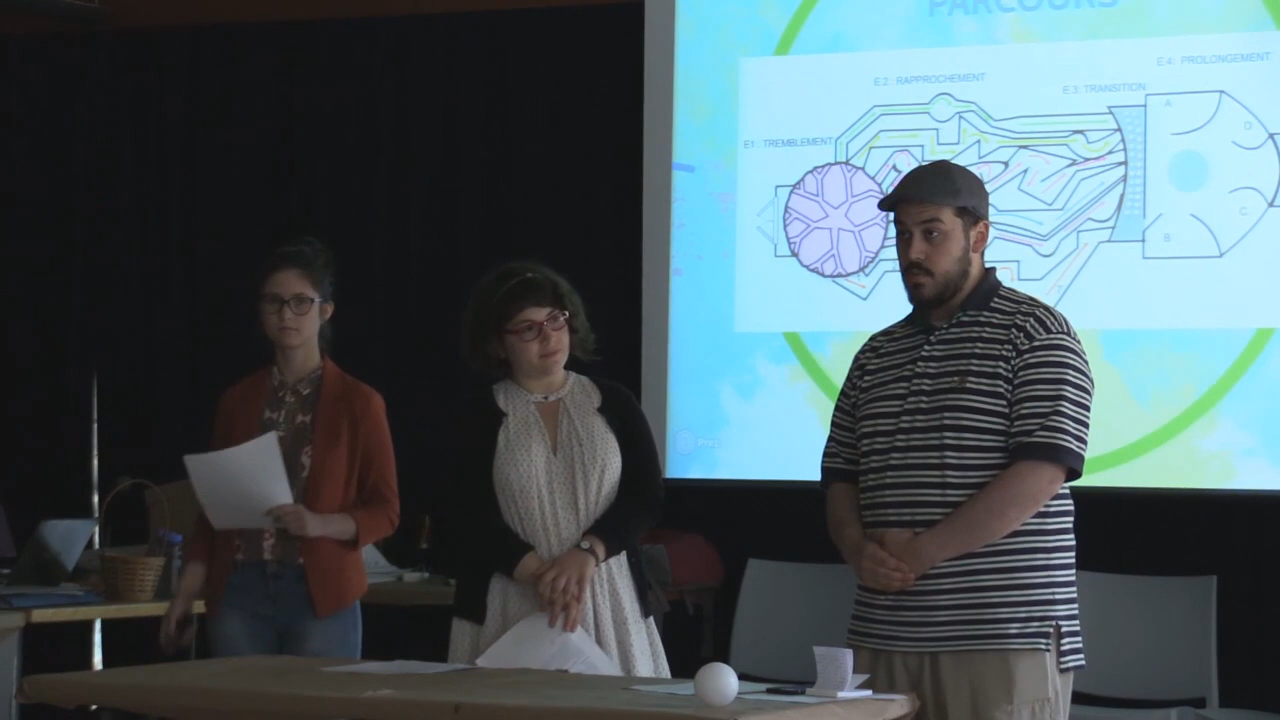 PARCOURS
E.4: PROLONGEMENT
E.2: RAPPROCHEMENT
E.3: TRANSITION
E1: TREMBLEMENT
A
D
C
B